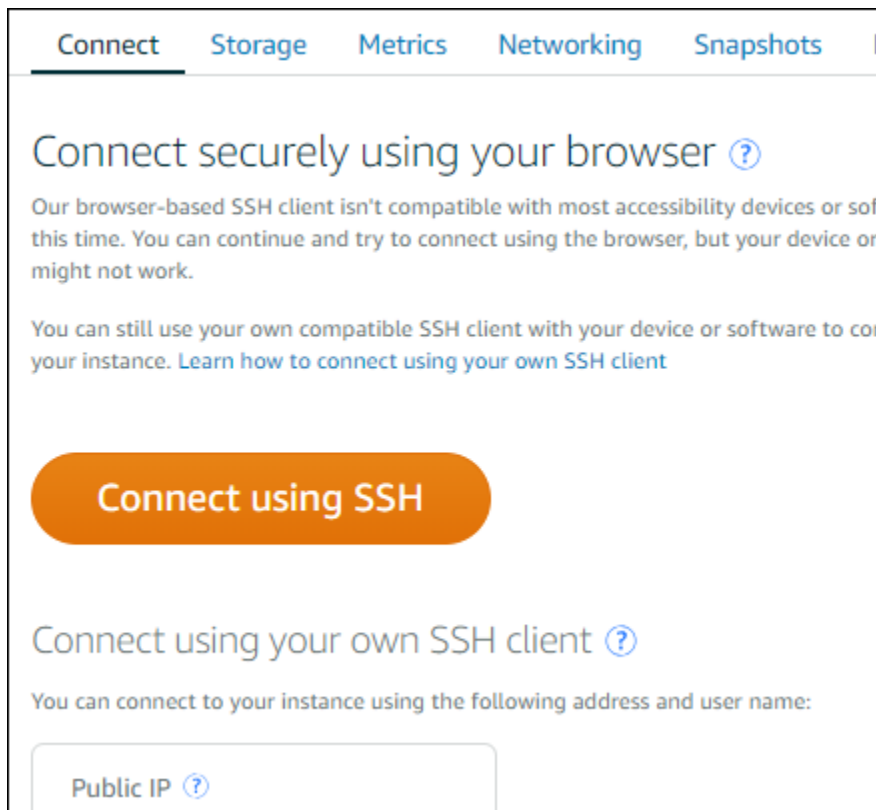 Connect Storage Metrics Networking Snapshots
Connect securely using your browser ?
Our browser-based SSH client isn't compatible with most accessibility devices or
this time. You can continue and try to connect using the browser, but your device or
might not work.
You can still use your own compatible SSH client with your device or software to
your instance. Learn how to connect using your own SSH client
Connect using SSH
Connect using your own SSH client ?
You can connect to your instance using the following address and user name:
Public IP ?